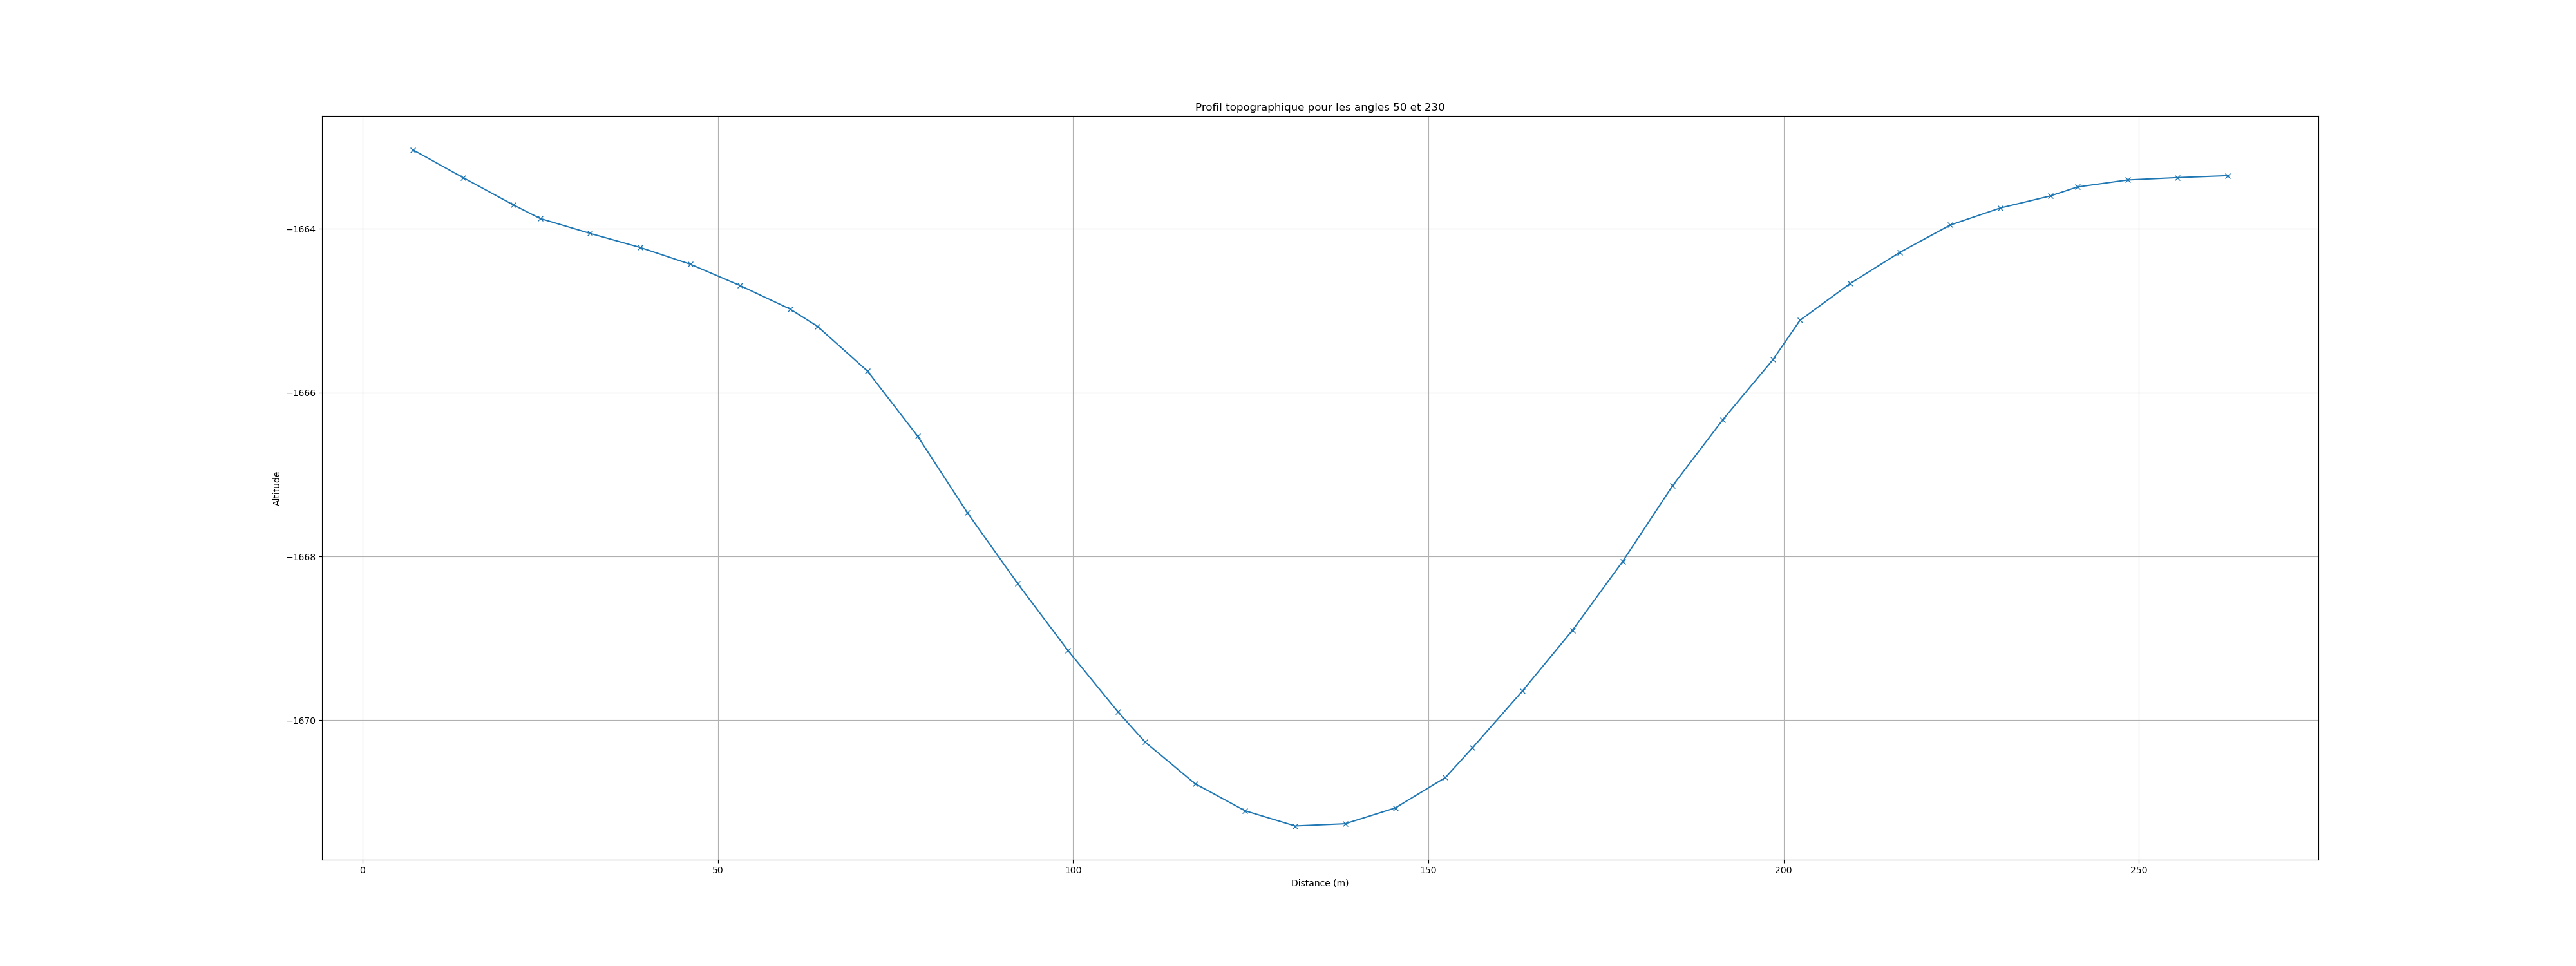 Profil topographique pour les angles 50 et 230
Altitude
−1664
−1666
−1668
−1670
0 50 100 150 200 250
Distance (m)